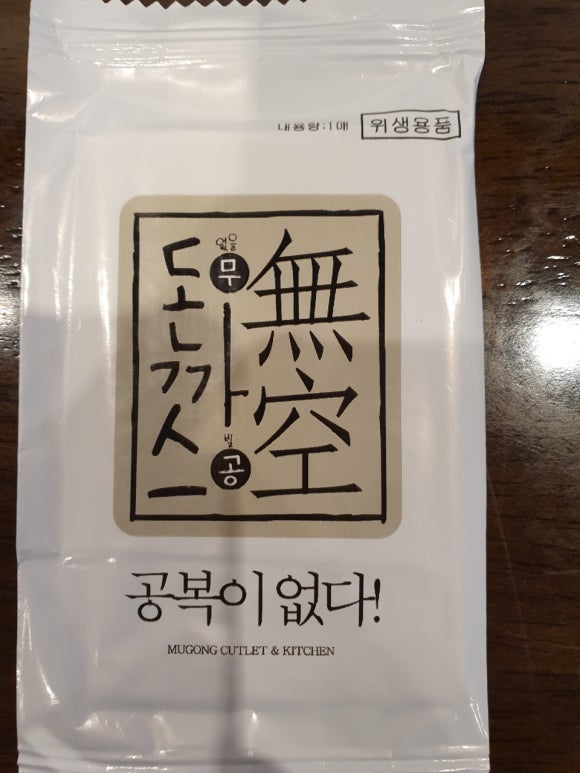 내용량:1매 위생용품
無空
없을 무 빌 공
돈까스
공복이 없다!
MUGONG CUTLET & KITCHEN